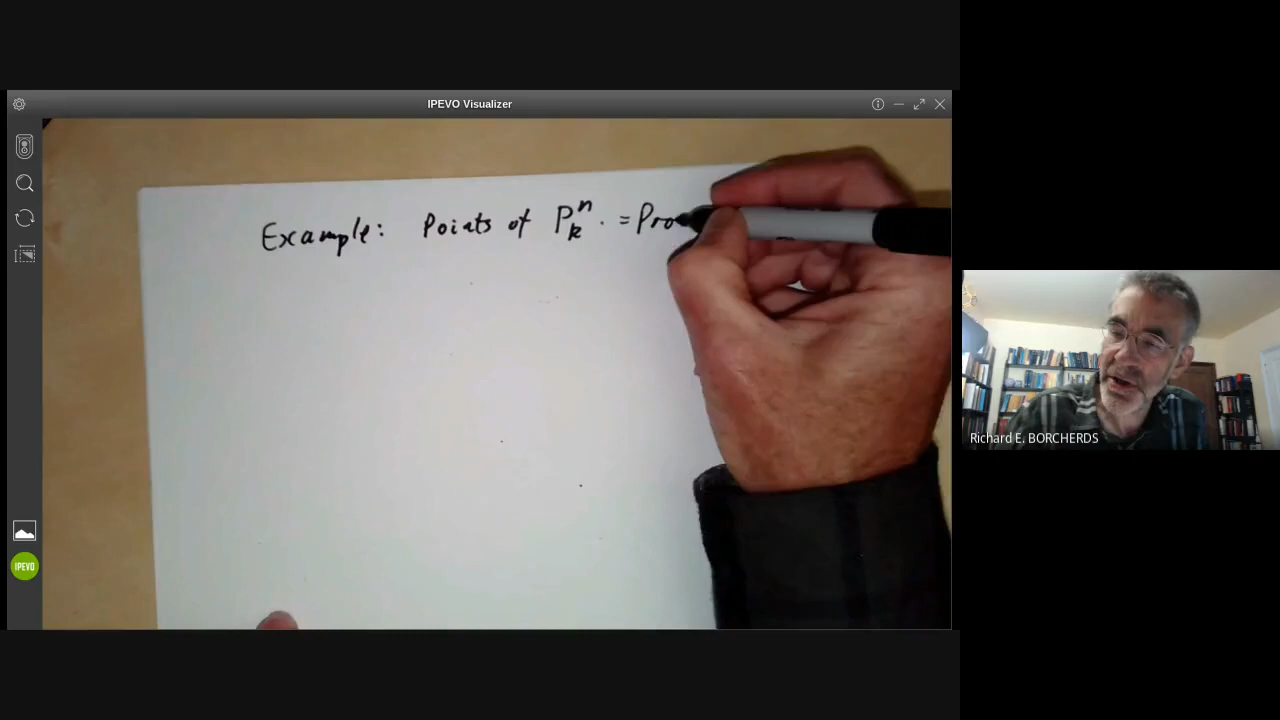 IPEVO Visualizer
Example: Points of P^n_k. = Pro
Richard E. BORCHERDS
IPEVO